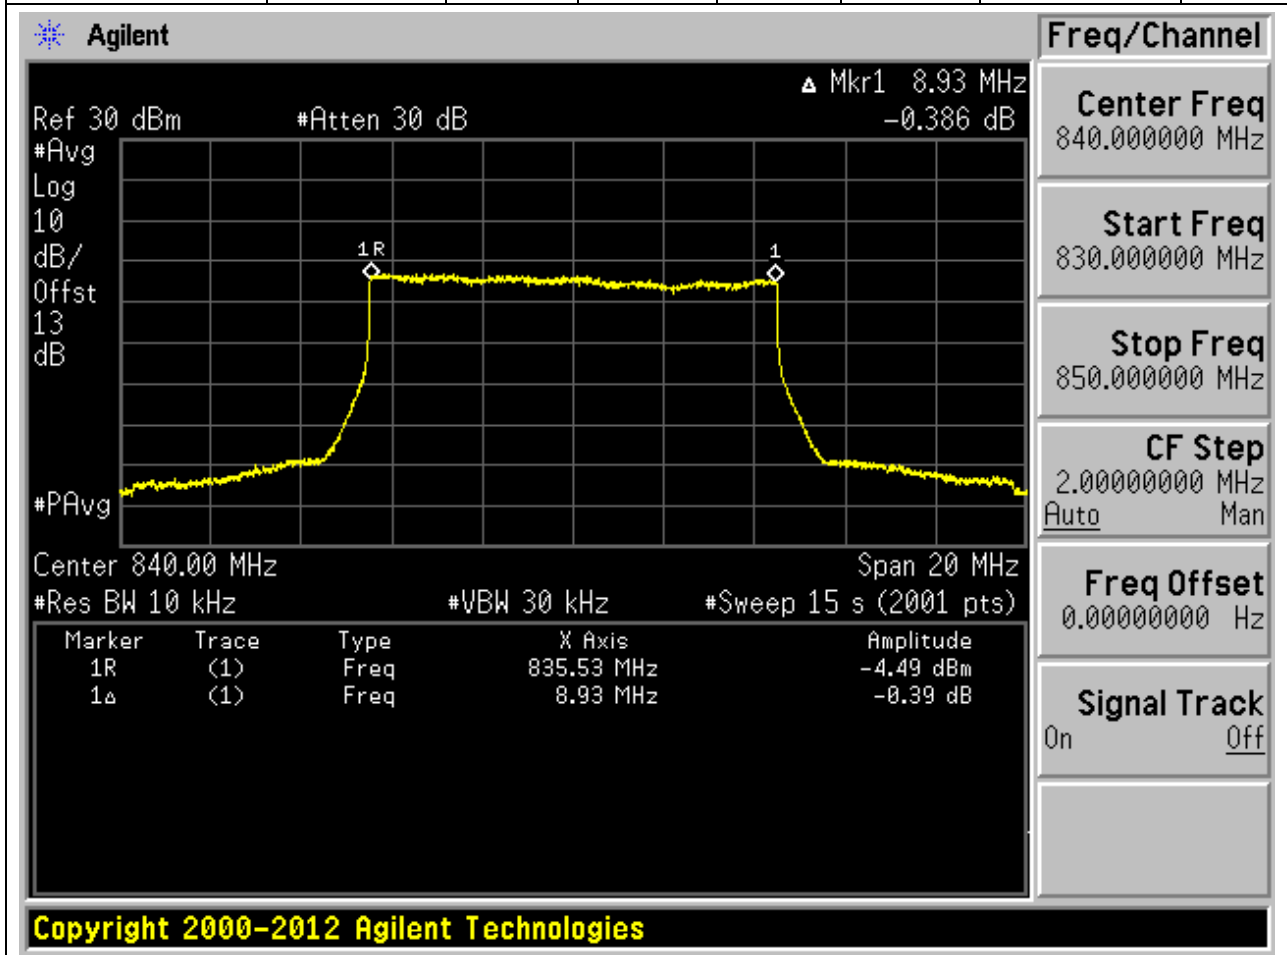 Agilent
Freq/Channel
Δ Mkr1 8.93 MHz
Ref 30 dBm #Atten 30 dB -0.386 dB
#Avg
Log
10
dB/
Offst
13
dB
#PAvg
1R
1
Center 840.00 MHz Span 20 MHz
#Res BW 10 kHz #VBW 30 kHz #Sweep 15 s (2001 pts)
Marker Trace Type X Axis Amplitude
1R (1) Freq 835.53 MHz -4.49 dBm
1Δ (1) Freq 8.93 MHz -0.39 dB
Center Freq
840.000000 MHz
Start Freq
830.000000 MHz
Stop Freq
850.000000 MHz
CF Step
2.00000000 MHz
Auto Man
Freq Offset
0.00000000 Hz
Signal Track
On Off
Copyright 2000-2012 Agilent Technologies